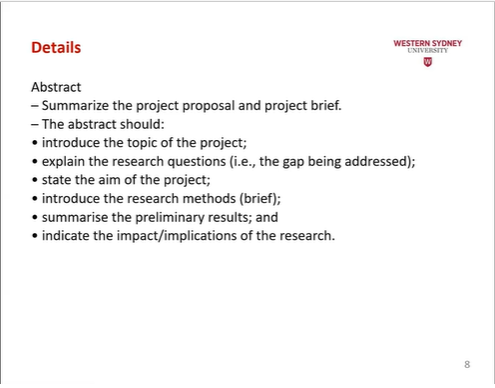 Details
WESTERN SYDNEY
UNIVERSITY
W
Abstract
– Summarize the project proposal and project brief.
– The abstract should:
• introduce the topic of the project;
• explain the research questions (i.e., the gap being addressed);
• state the aim of the project;
• introduce the research methods (brief);
• summarise the preliminary results; and
• indicate the impact/implications of the research.
8